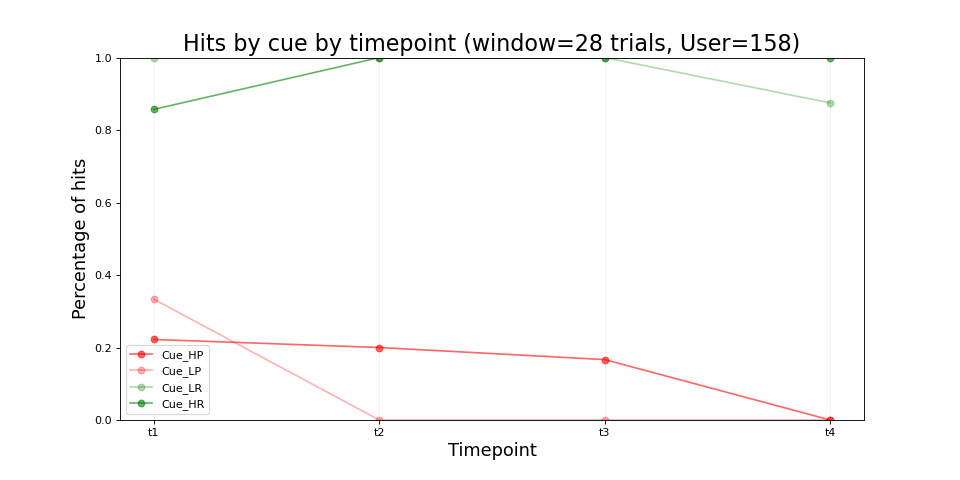 Hits by cue by timepoint (window=28 trials, User=158)
1.0
0.8
0.6
0.4
0.2
0.0
Percentage of hits
Cue_HP
Cue_LP
Cue_LR
Cue_HR
t1
t2
t3
t4
Timepoint